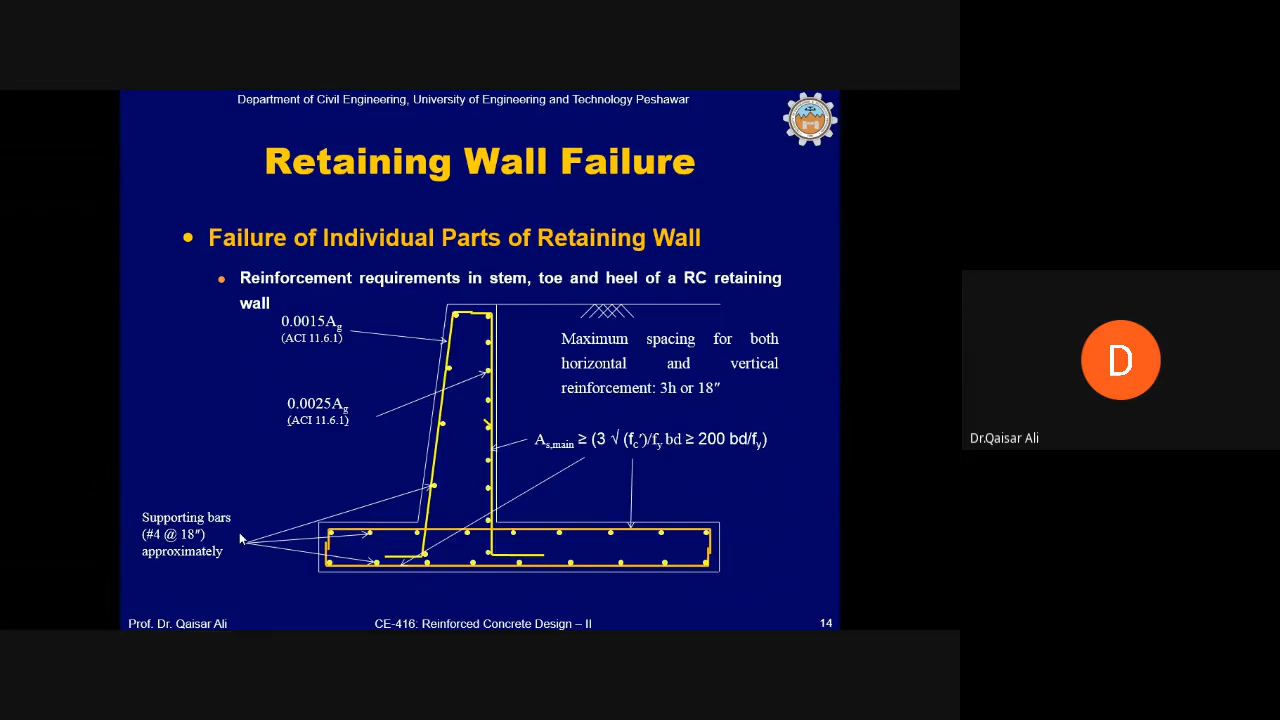 Department of Civil Engineering, University of Engineering and Technology Peshawar
Retaining Wall Failure
• Failure of Individual Parts of Retaining Wall
• Reinforcement requirements in stem, toe and heel of a RC retaining
wall
0.0015Ag
(ACI 11.6.1)
Maximum spacing for both
horizontal and vertical
reinforcement: 3h or 18″
0.0025Ag
(ACI 11.6.1)
As,main ≥ (3 √ (fc′)/fy bd ≥ 200 bd/fy)
Supporting bars
(#4 @ 18″)
approximately
Prof. Dr. Qaisar Ali
CE-416: Reinforced Concrete Design – II
14
D
Dr.Qaisar Ali